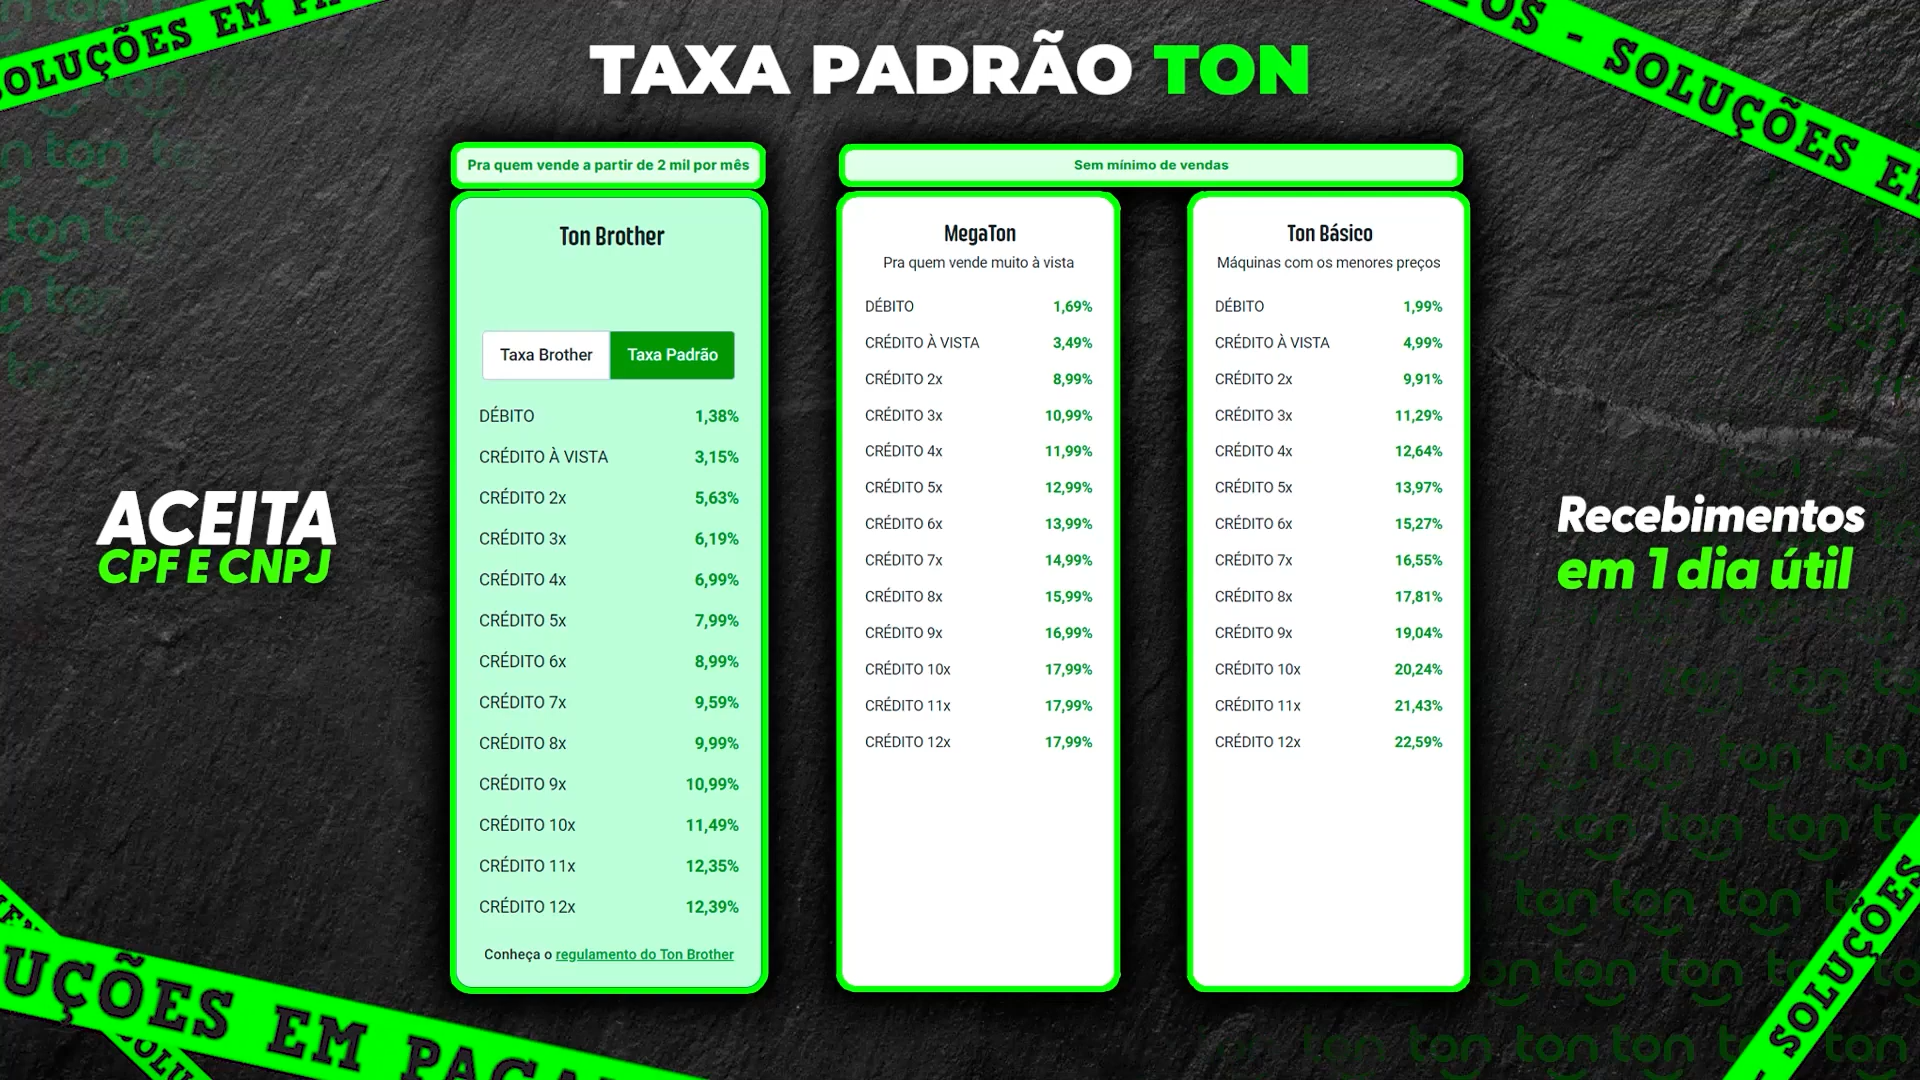 TAXA PADRÃO TON
Pra quem vende a partir de 2 mil por mês
Ton Brother
Taxa Brother
Taxa Padrão
DÉBITO 1,38%
CRÉDITO À VISTA 3,15%
CRÉDITO 2x 5,63%
CRÉDITO 3x 6,19%
CRÉDITO 4x 6,99%
CRÉDITO 5x 7,99%
CRÉDITO 6x 8,99%
CRÉDITO 7x 9,59%
CRÉDITO 8x 9,99%
CRÉDITO 9x 10,99%
CRÉDITO 10x 11,49%
CRÉDITO 11x 12,35%
CRÉDITO 12x 12,39%
Conheça o regulamento do Ton Brother
Sem mínimo de vendas
MegaTon
Pra quem vende muito à vista
DÉBITO 1,69%
CRÉDITO À VISTA 3,49%
CRÉDITO 2x 8,99%
CRÉDITO 3x 10,99%
CRÉDITO 4x 11,99%
CRÉDITO 5x 12,99%
CRÉDITO 6x 13,99%
CRÉDITO 7x 14,99%
CRÉDITO 8x 15,99%
CRÉDITO 9x 16,99%
CRÉDITO 10x 17,99%
CRÉDITO 11x 17,99%
CRÉDITO 12x 17,99%
Ton Básico
Máquinas com os menores preços
DÉBITO 1,99%
CRÉDITO À VISTA 4,99%
CRÉDITO 2x 9,91%
CRÉDITO 3x 11,29%
CRÉDITO 4x 12,64%
CRÉDITO 5x 13,97%
CRÉDITO 6x 15,27%
CRÉDITO 7x 16,55%
CRÉDITO 8x 17,81%
CRÉDITO 9x 19,04%
CRÉDITO 10x 20,24%
CRÉDITO 11x 21,43%
CRÉDITO 12x 22,59%
ACEITA
CPF E CNPJ
Recebimentos
em 1 dia útil
OLUÇÕES EM PA
TOS - SOLUÇÕES EM
UÇÕES EM PAGA
SOLUÇÕES